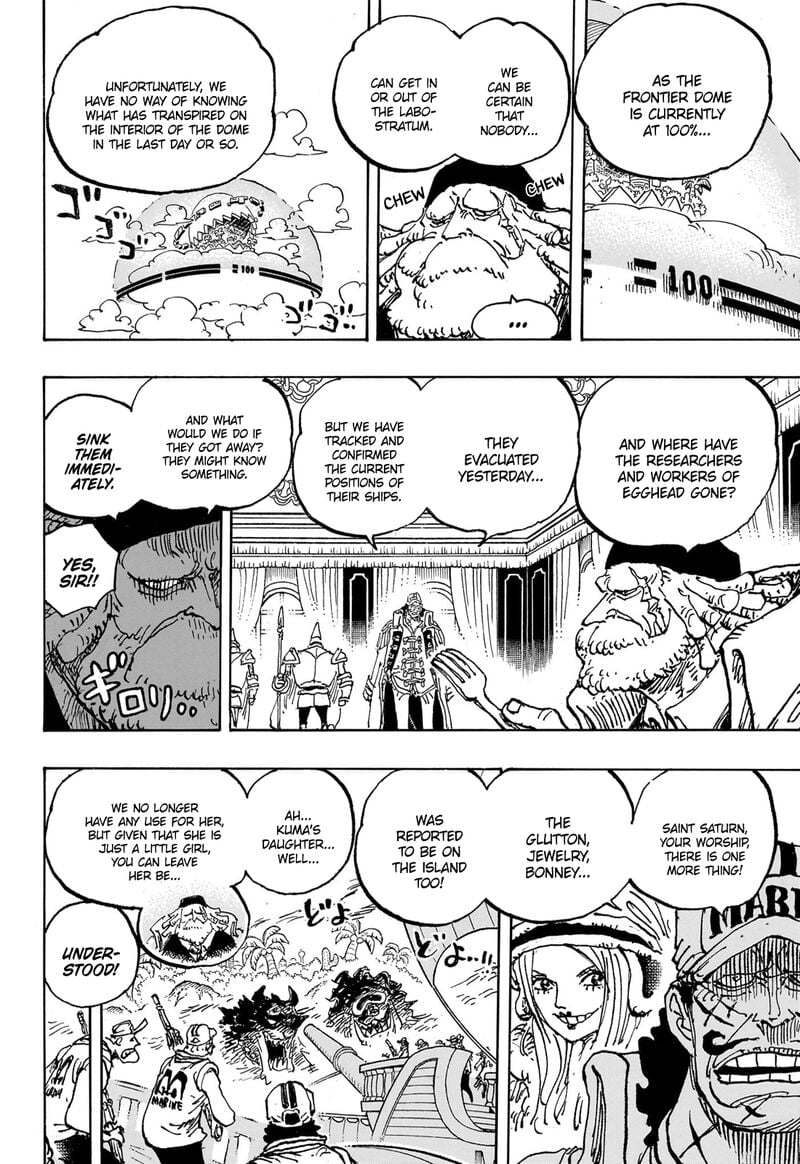 AS THE
FRONTIER DOME
IS CURRENTLY
AT 100%...
= 100
WE
CAN BE
CERTAIN
THAT
NOBODY...
CAN GET IN
OR OUT OF
THE LABO-
STRATUM.
CHEW
CHEW
...
UNFORTUNATELY, WE
HAVE NO WAY OF KNOWING
WHAT HAS TRANSPIRED ON
THE INTERIOR OF THE DOME
IN THE LAST DAY OR SO.
ゴゴ
ゴゴ
= 100
AND WHERE HAVE
THE RESEARCHERS
AND WORKERS OF
EGGHEAD GONE?
THEY
EVACUATED
YESTERDAY...
BUT WE HAVE
TRACKED AND
CONFIRMED
THE CURRENT
POSITIONS OF
THEIR SHIPS.
AND WHAT
WOULD WE DO IF
THEY GOT AWAY?
THEY MIGHT KNOW
SOMETHING.
SINK
THEM
IMMEDI-
ATELY.
YES,
SIR!!
ギロリ..
SAINT SATURN,
YOUR WORSHIP,
THERE IS ONE
MORE THING!
MARI
THE
GLUTTON,
JEWELRY,
BONNEY...
WAS
REPORTED
TO BE ON
THE ISLAND
TOO!
AH...
KUMA'S
DAUGHTER...
WELL...
WE NO LONGER
HAVE ANY USE FOR HER,
BUT GIVEN THAT SHE IS
JUST A LITTLE GIRL,
YOU CAN LEAVE
HER BE...
どよ
どよ..!!
UNDER-
STOOD!
MARINE